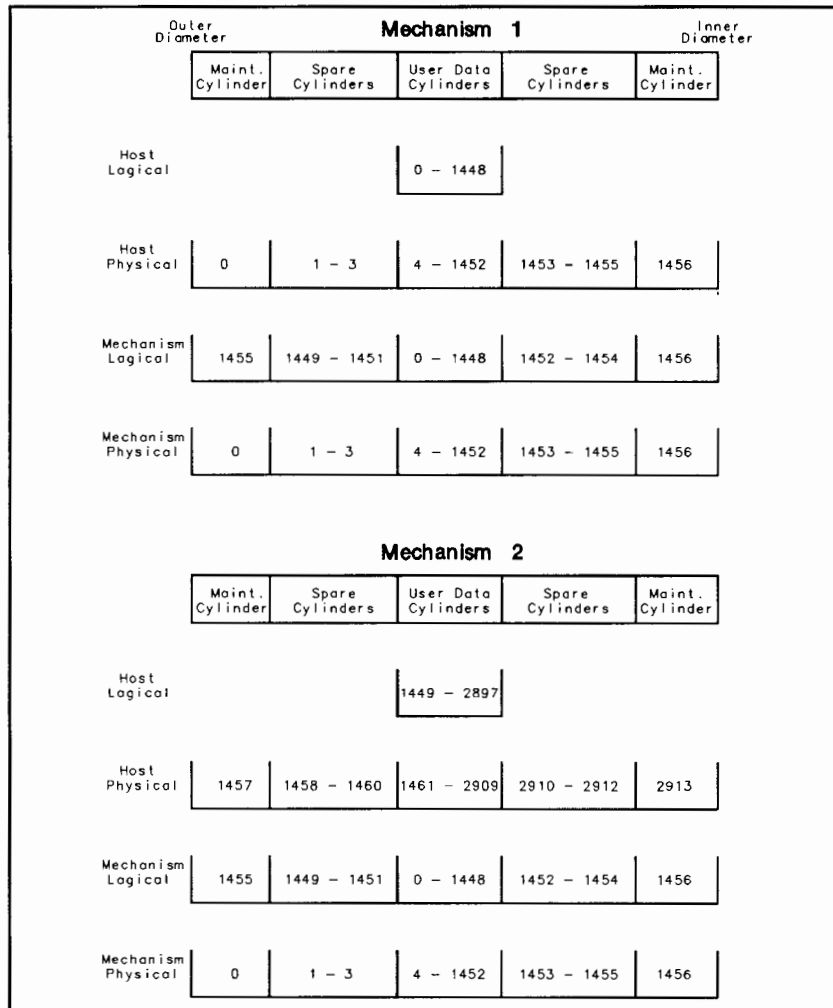 Outer Mechanism 1 Inner
Diameter Diameter
Maint. Spare User Data Spare Maint.
Cylinder Cylinders Cylinders Cylinders Cylinder
Host
Logical 0 – 1448
Host
Physical 0 1 – 3 4 – 1452 1453 – 1455 1456
Mechanism
Logical 1455 1449 – 1451 0 – 1448 1452 – 1454 1456
Mechanism
Physical 0 1 – 3 4 – 1452 1453 – 1455 1456
Mechanism 2
Maint. Spare User Data Spare Maint.
Cylinder Cylinders Cylinders Cylinders Cylinder
Host
Logical 1449 – 2897
Host
Physical 1457 1458 – 1460 1461 – 2909 2910 – 2912 2913
Mechanism
Logical 1455 1449 – 1451 0 – 1448 1452 – 1454 1456
Mechanism
Physical 0 1 – 3 4 – 1452 1453 – 1455 1456